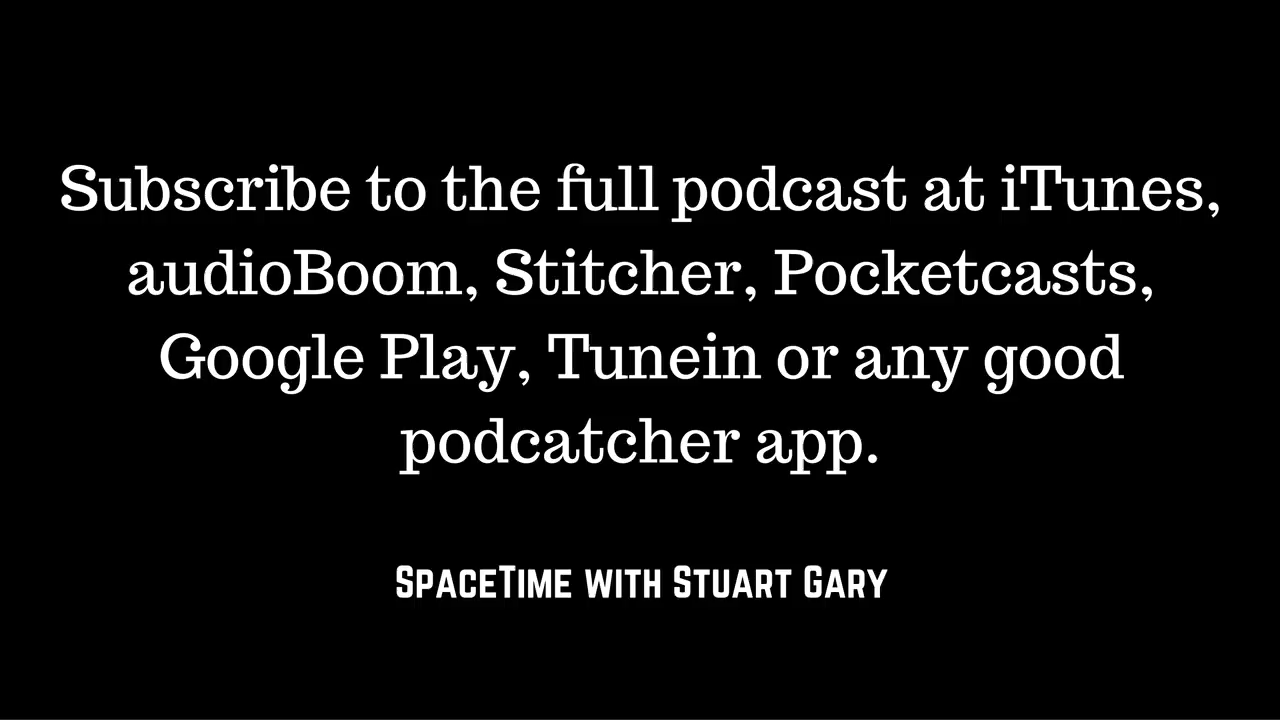 Subscribe to the full podcast at iTunes,
audioBoom, Stitcher, Pocketcasts,
Google Play, Tunein or any good
podcatcher app.
SpaceTime with Stuart Gary